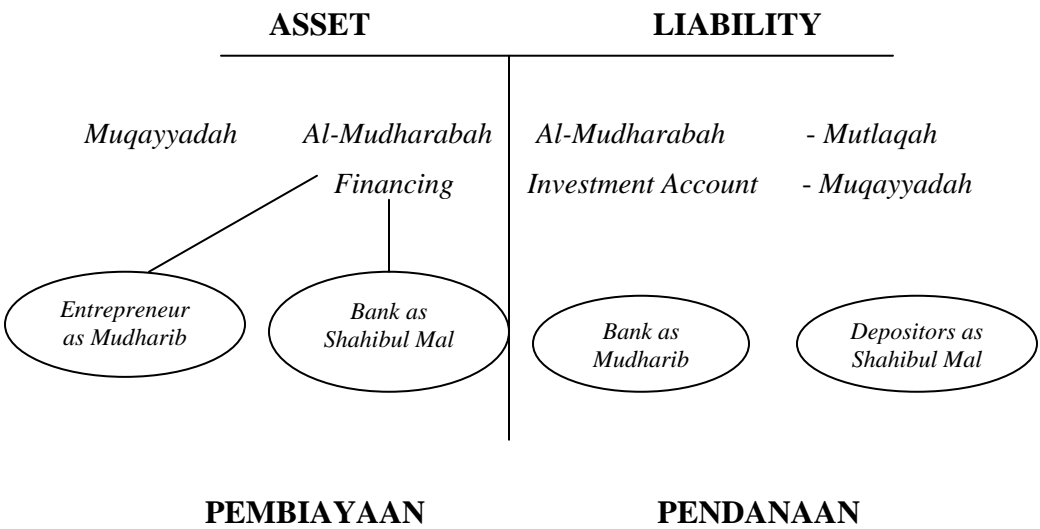 ASSET LIABILITY
Muqayyadah Al-Mudharabah Al-Mudharabah - Mutlaqah
Financing Investment Account - Muqayyadah
Entrepreneur
as Mudharib
Bank as
Shahibul Mal
Bank as
Mudharib
Depositors as
Shahibul Mal
PEMBIAYAAN PENDANAAN